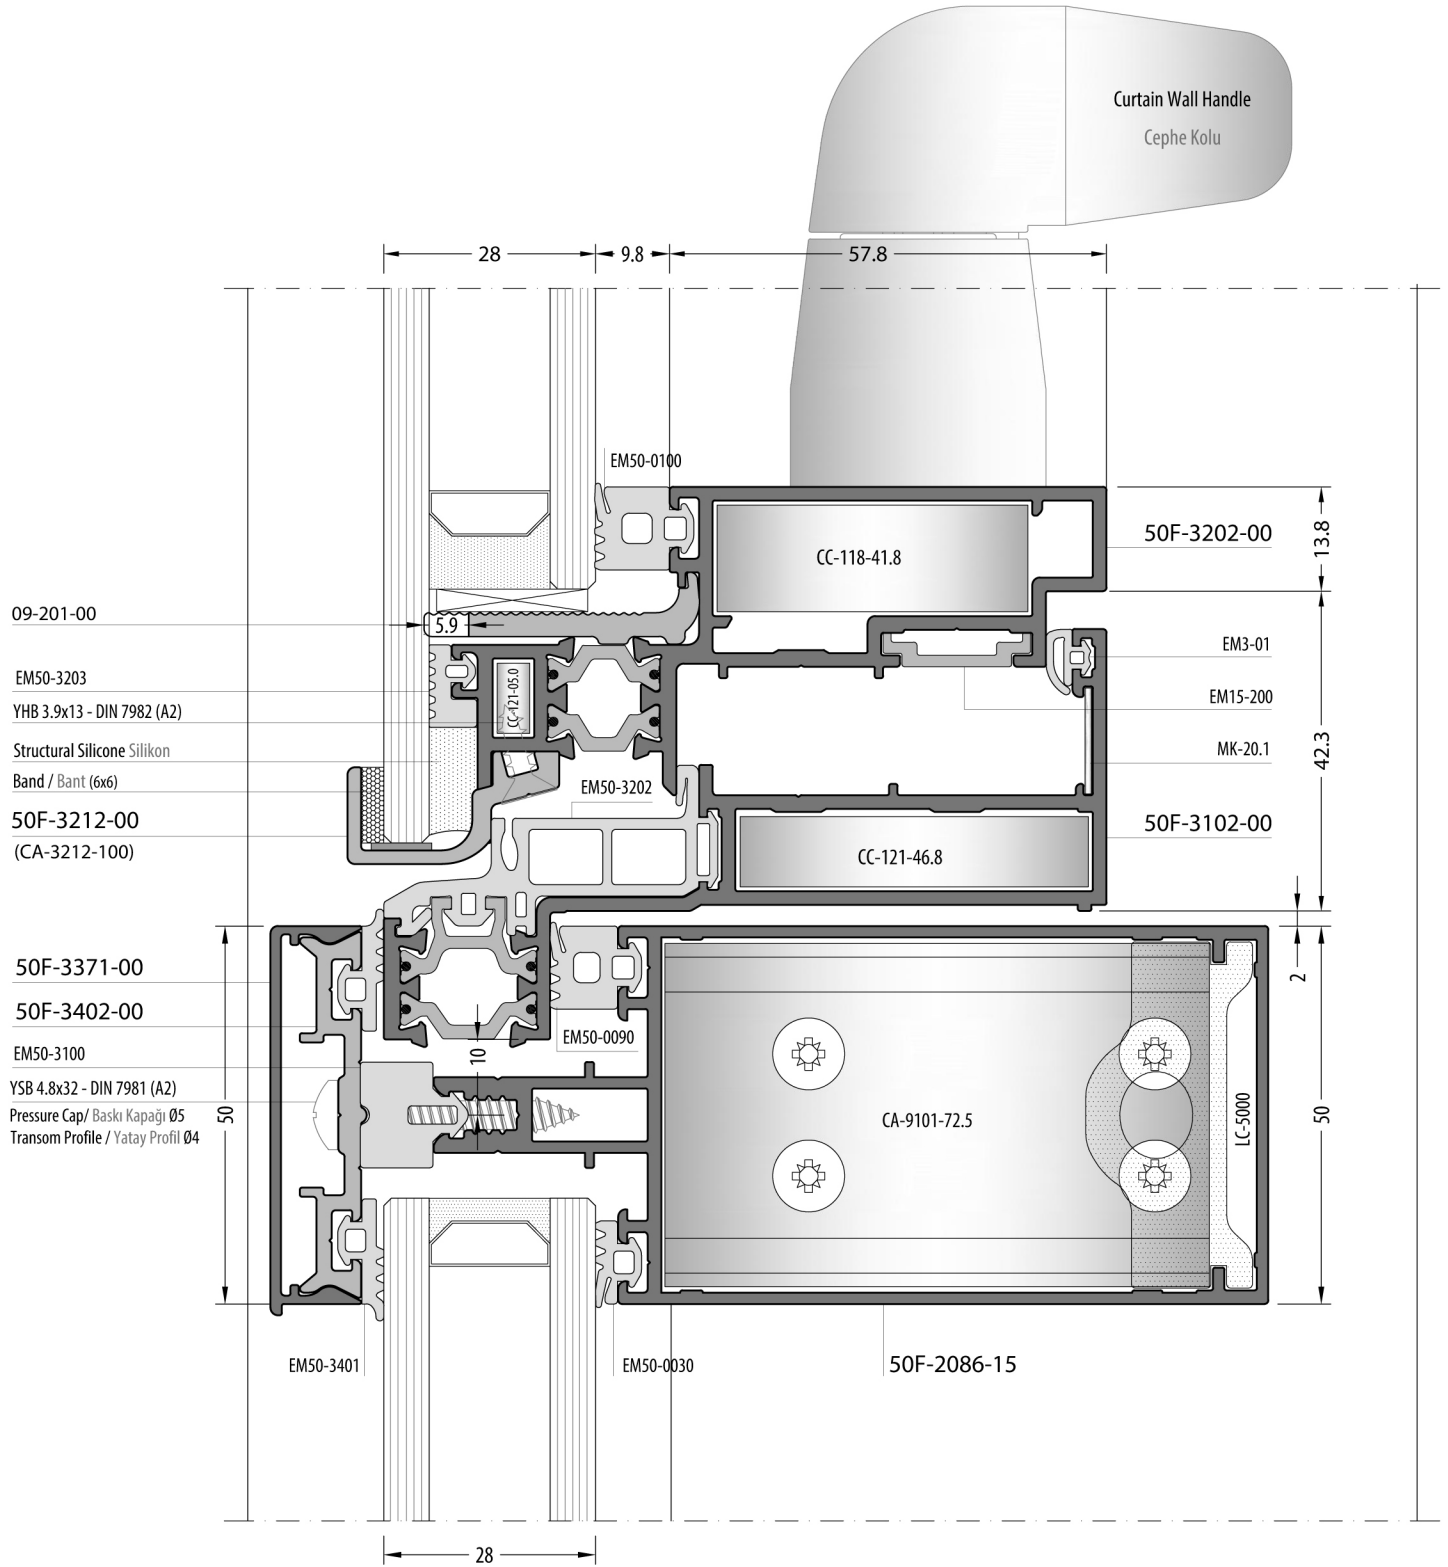 Curtain Wall Handle
Cephe Kolu
28
9.8
57.8
EM50-0100
50F-3202-00
13.8
CC-118-41.8
09-201-00
5.9
EM3-01
EM50-3203
CC-121-05.0
YHB 3.9x13 - DIN 7982 (A2)
EM15-200
Structural Silicone Silikon
MK-20.1
42.3
Band / Bant (6x6)
EM50-3202
50F-3212-00
50F-3102-00
(CA-3212-100)
CC-121-46.8
50F-3371-00
2
50F-3402-00
EM50-0090
EM50-3100
10
YSB 4.8x32 - DIN 7981 (A2)
Pressure Cap/ Baskı Kapağı Ø5
50
CA-9101-72.5
LC-5000
50
Transom Profile / Yatay Profil Ø4
EM50-3401
EM50-0030
50F-2086-15
28